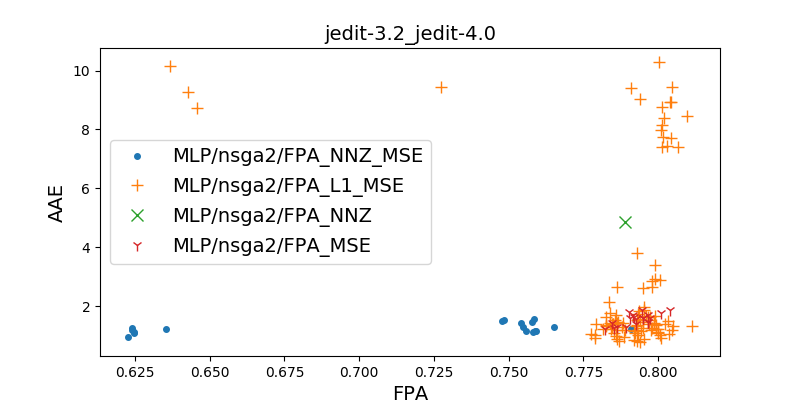 jedit-3.2_jedit-4.0
AAE
10
8
6
4
2
MLP/nsga2/FPA_NNZ_MSE
MLP/nsga2/FPA_L1_MSE
MLP/nsga2/FPA_NNZ
MLP/nsga2/FPA_MSE
0.625 0.650 0.675 0.700 0.725 0.750 0.775 0.800
FPA